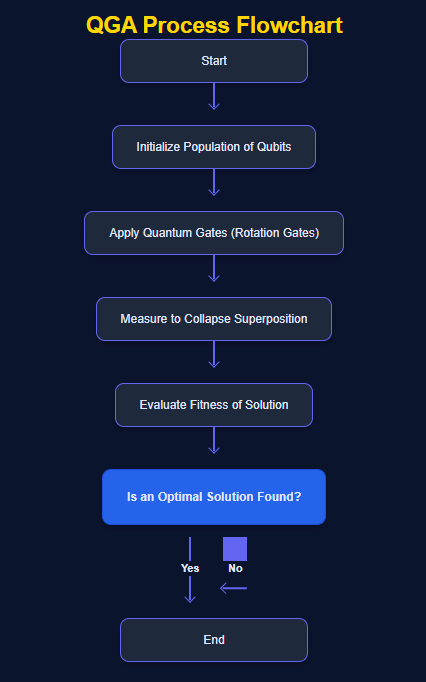 QGA Process Flowchart
Start
Initialize Population of Qubits
Apply Quantum Gates (Rotation Gates)
Measure to Collapse Superposition
Evaluate Fitness of Solution
Is an Optimal Solution Found?
Yes No
End